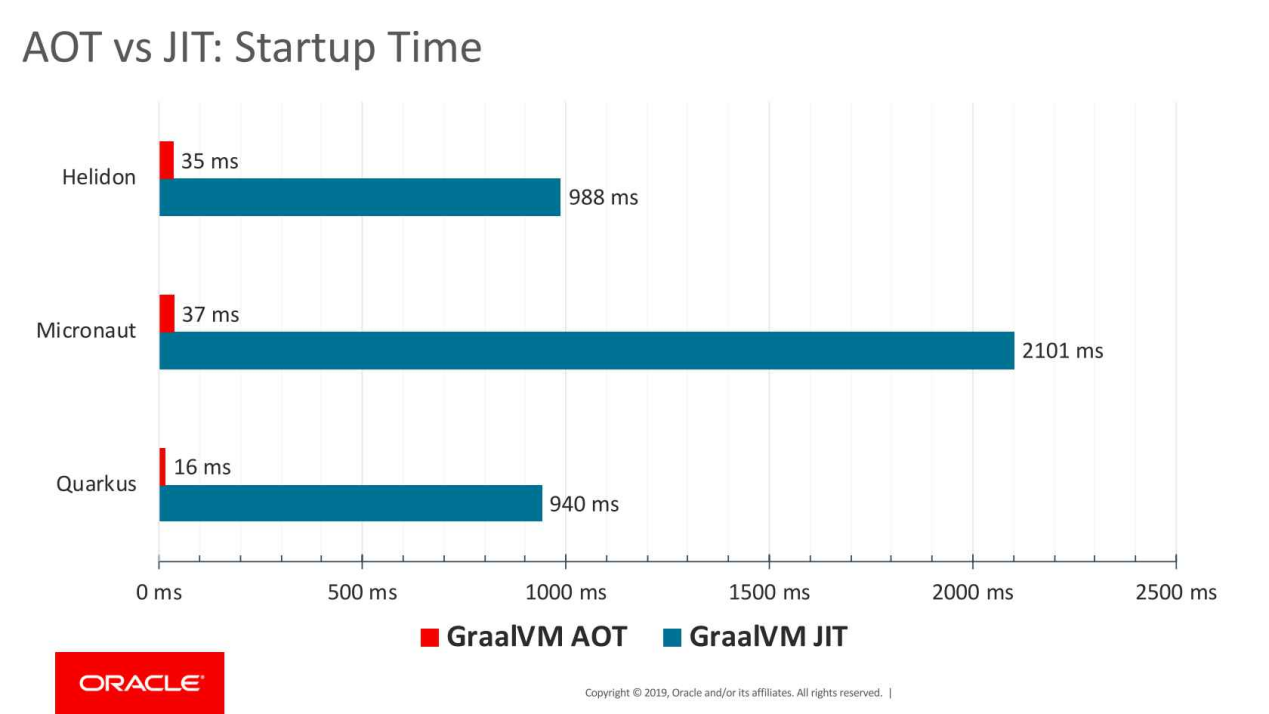 AOT vs JIT: Startup Time
Helidon
35 ms
988 ms
Micronaut
37 ms
2101 ms
Quarkus
16 ms
940 ms
0 ms 500 ms 1000 ms 1500 ms 2000 ms 2500 ms
GraalVM AOT GraalVM JIT
ORACLE®
Copyright © 2019, Oracle and/or its affiliates. All rights reserved. |